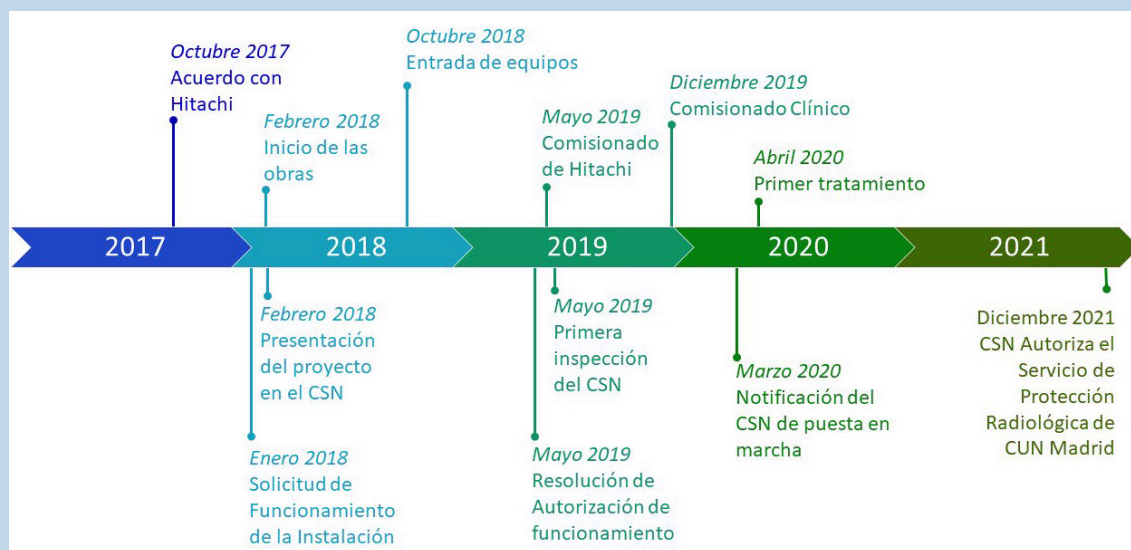 Octubre 2017
Acuerdo con
Hitachi
Febrero 2018
Inicio de las
obras
Octubre 2018
Entrada de equipos
Mayo 2019
Comisionado
de Hitachi
Diciembre 2019
Comisionado Clínico
Abril 2020
Primer tratamiento
2017
2018
2019
2020
2021
Enero 2018
Solicitud de
Funcionamiento
de la Instalación
Febrero 2018
Presentación
del proyecto
en el CSN
Mayo 2019
Resolución de
Autorización de
funcionamiento
Mayo 2019
Primera
inspección
del CSN
Marzo 2020
Notificación del
CSN de puesta en
marcha
Diciembre 2021
CSN Autoriza el
Servicio de
Protección
Radiológica de
CUN Madrid